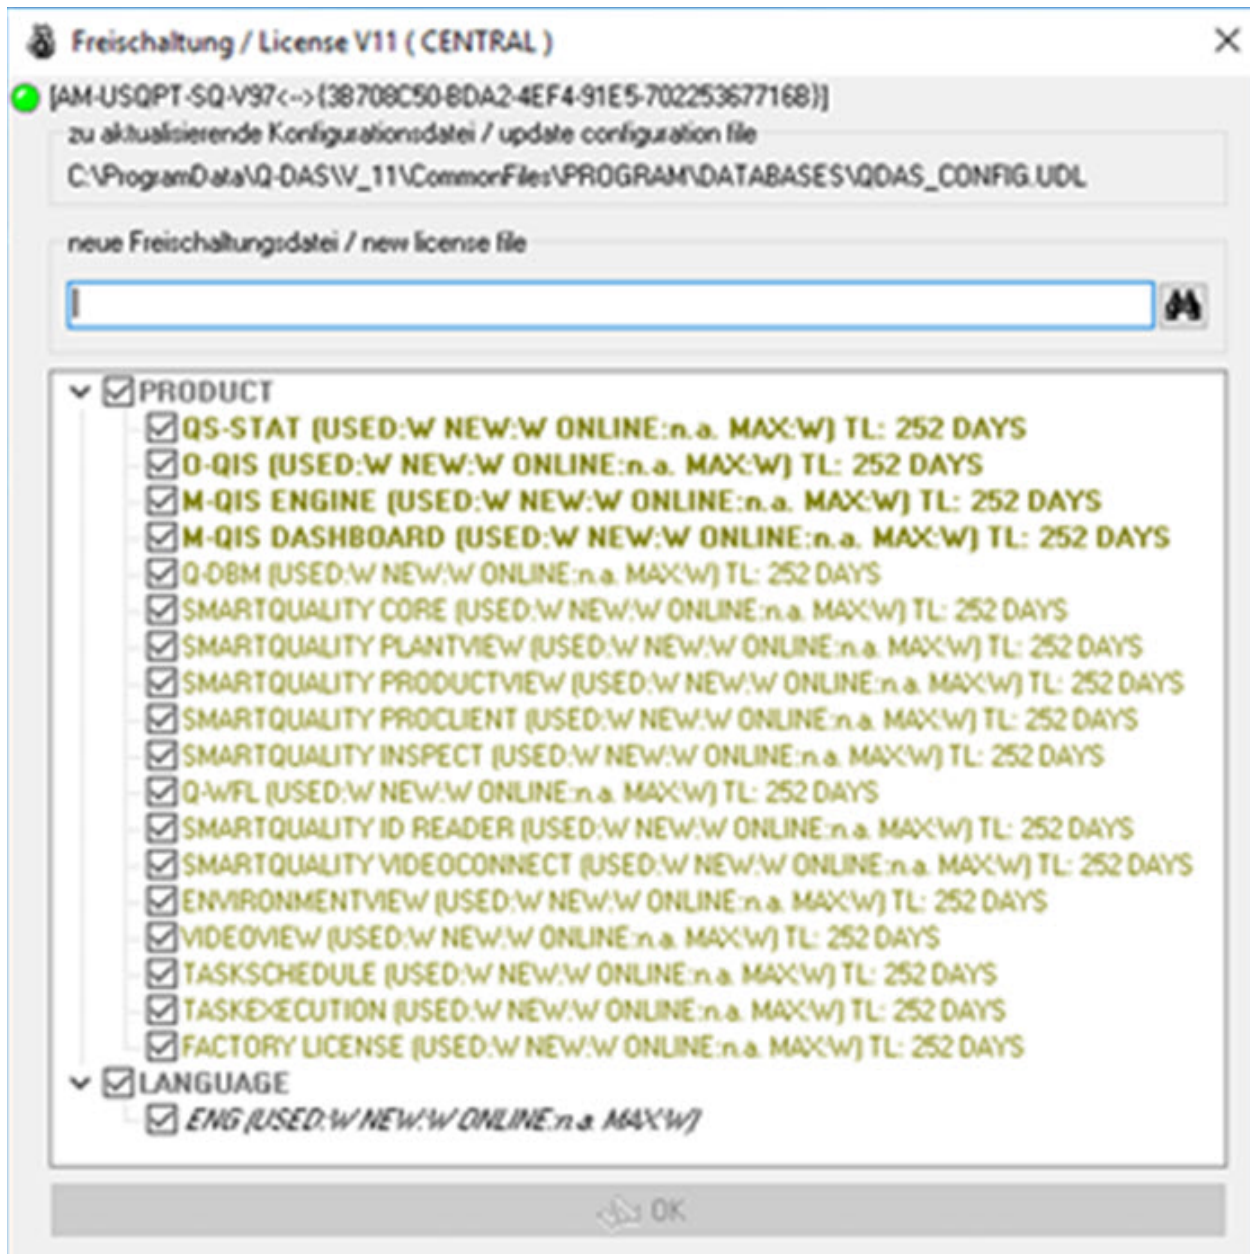 Freischaltung / License V11 ( CENTRAL )
[AM-USQPT-SQ-V97<-->{3B708C50-BDA2-4EF4-91E5-70225367716B}]
zu aktualisierende Konfigurationsdatei / update configuration file
C:\ProgramData\Q-DAS\V_11\CommonFiles\PROGRAM\DATABASES\QDAS_CONFIG.UDL
neue Freischaltungsdatei / new license file
PRODUCT
QS-STAT (USED:W NEW:W ONLINE:n.a. MAX:W) TL: 252 DAYS
O-QIS (USED:W NEW:W ONLINE:n.a. MAX:W) TL: 252 DAYS
M-QIS ENGINE (USED:W NEW:W ONLINE:n.a. MAX:W) TL: 252 DAYS
M-QIS DASHBOARD (USED:W NEW:W ONLINE:n.a. MAX:W) TL: 252 DAYS
Q-DBM (USED:W NEW:W ONLINE:n.a. MAX:W) TL: 252 DAYS
SMARTQUALITY CORE (USED:W NEW:W ONLINE:n.a. MAX:W) TL: 252 DAYS
SMARTQUALITY PLANTVIEW (USED:W NEW:W ONLINE:n.a. MAX:W) TL: 252 DAYS
SMARTQUALITY PRODUCTVIEW (USED:W NEW:W ONLINE:n.a. MAX:W) TL: 252 DAYS
SMARTQUALITY PROCLIENT (USED:W NEW:W ONLINE:n.a. MAX:W) TL: 252 DAYS
SMARTQUALITY INSPECT (USED:W NEW:W ONLINE:n.a. MAX:W) TL: 252 DAYS
Q-WFL (USED:W NEW:W ONLINE:n.a. MAX:W) TL: 252 DAYS
SMARTQUALITY ID READER (USED:W NEW:W ONLINE:n.a. MAX:W) TL: 252 DAYS
SMARTQUALITY VIDEOCONNECT (USED:W NEW:W ONLINE:n.a. MAX:W) TL: 252 DAYS
ENVIRONMENTVIEW (USED:W NEW:W ONLINE:n.a. MAX:W) TL: 252 DAYS
VIDEOVIEW (USED:W NEW:W ONLINE:n.a. MAX:W) TL: 252 DAYS
TASKSCHEDULE (USED:W NEW:W ONLINE:n.a. MAX:W) TL: 252 DAYS
TASKEXECUTION (USED:W NEW:W ONLINE:n.a. MAX:W) TL: 252 DAYS
FACTORY LICENSE (USED:W NEW:W ONLINE:n.a. MAX:W) TL: 252 DAYS
LANGUAGE
ENG (USED:W NEW:W ONLINE:n.a. MAX:W)
OK